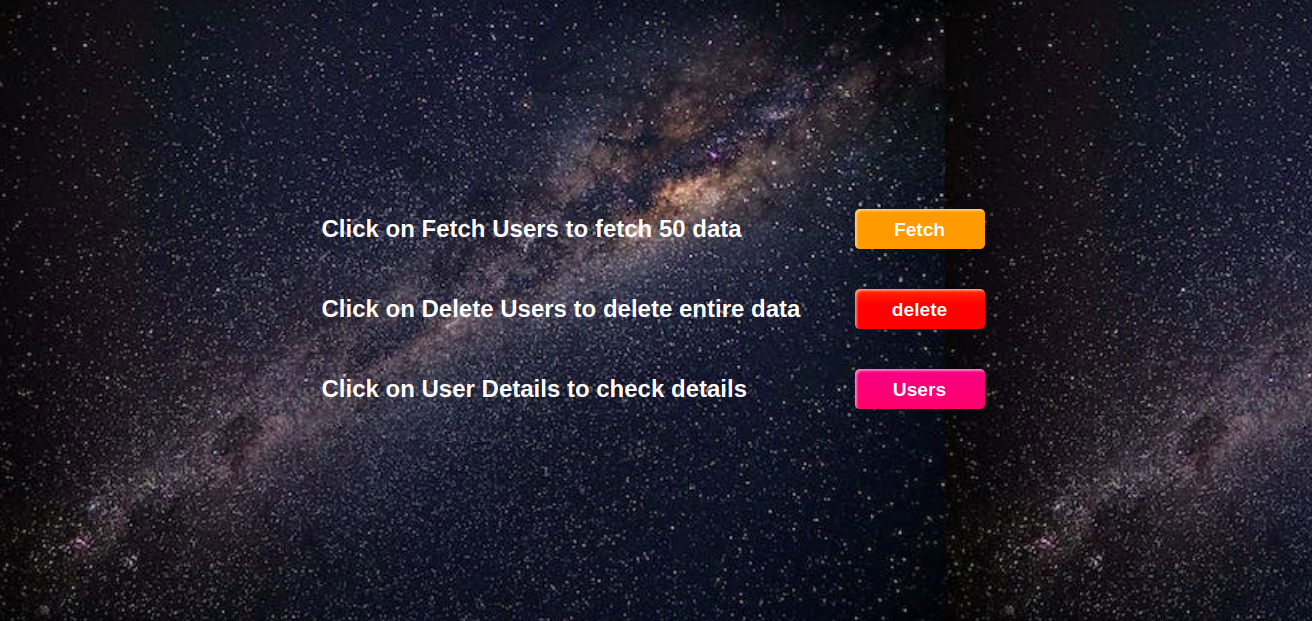 Click on Fetch Users to fetch 50 data
Fetch
Click on Delete Users to delete entire data
delete
Click on User Details to check details
Users